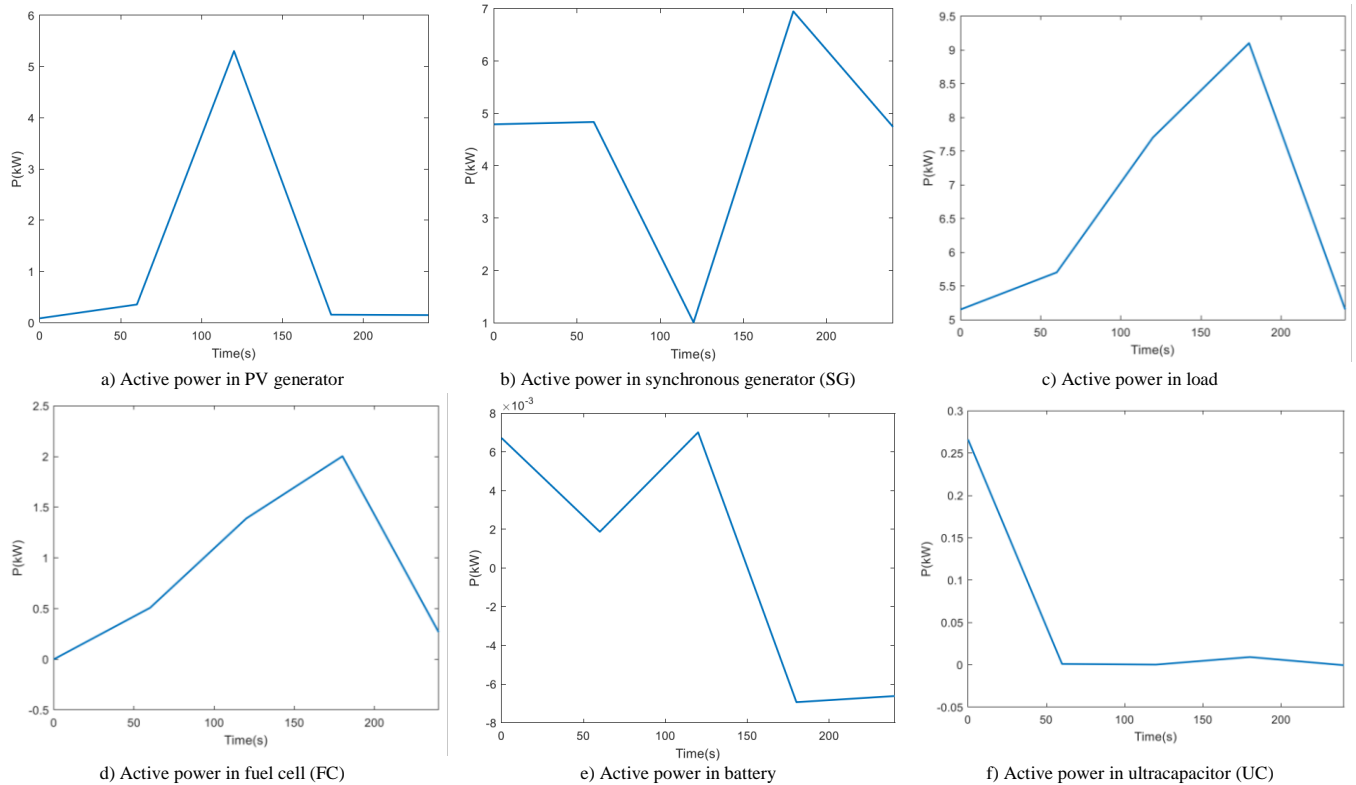 6
5
4
3
2
1
0
P(kW)
0 50 100 150 200
Time(s)
a) Active power in PV generator
7
6
5
4
3
2
1
P(kW)
0 50 100 150 200
Time(s)
b) Active power in synchronous generator (SG)
9.5
9
8.5
8
7.5
7
6.5
6
5.5
5
P(kW)
0 50 100 150 200
Time(s)
c) Active power in load
2.5
2
1.5
1
0.5
0
-0.5
P(kW)
0 50 100 150 200
Time(s)
d) Active power in fuel cell (FC)
×10⁻³
8
6
4
2
0
-2
-4
-6
-8
P(kW)
0 50 100 150 200
Time(s)
e) Active power in battery
0.3
0.25
0.2
0.15
0.1
0.05
0
-0.05
P(kW)
0 50 100 150 200
Time(s)
f) Active power in ultracapacitor (UC)